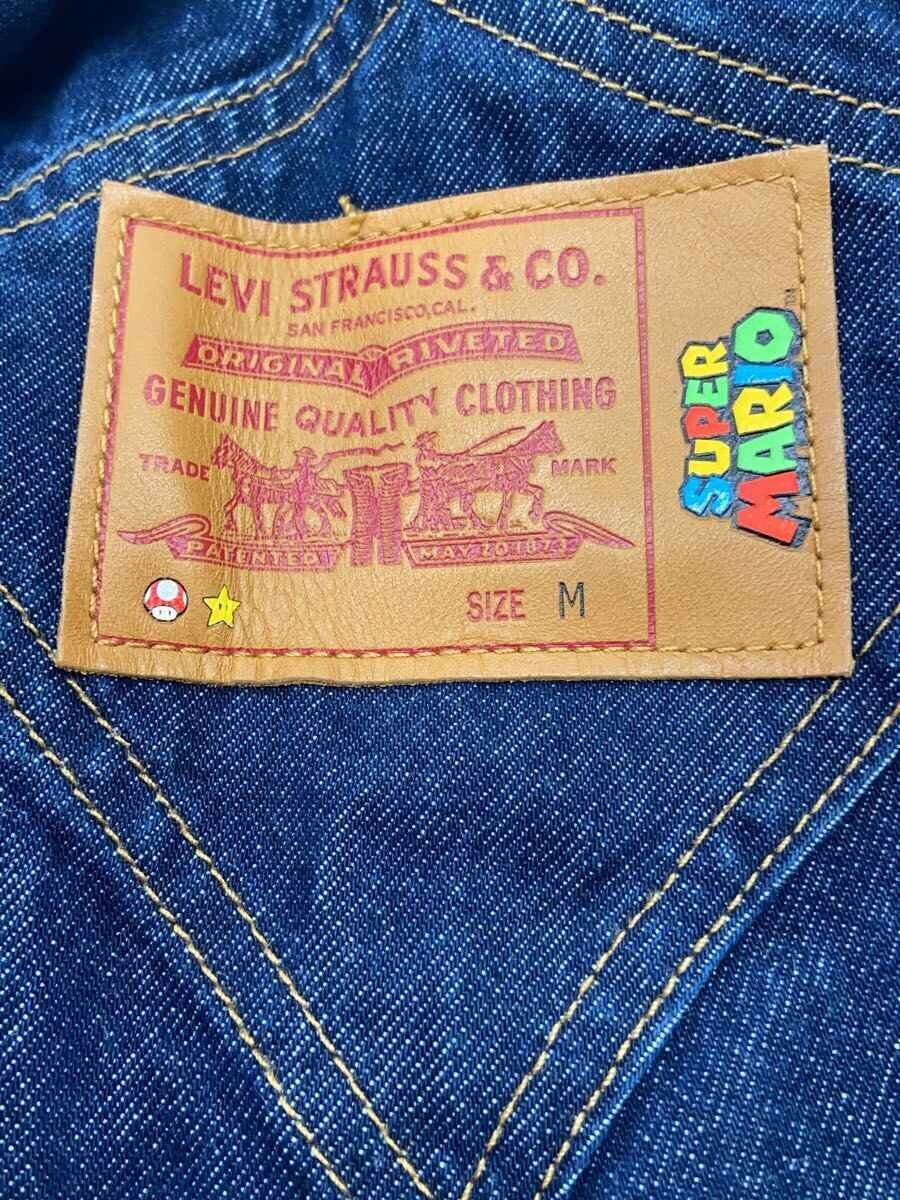 LEVI STRAUSS & CO.
SAN FRANCISCO, CAL.
ORIGINAL RIVETED
GENUINE QUALITY CLOTHING
TRADE MARK
PATENTED MAY 20 1873
SIZE M
SUPER
MARIO™